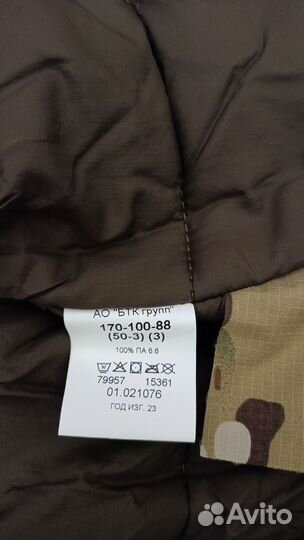 АО "БТК групп"
170-100-88
(50-3) (3)
100% ПА 6.6
79957 15361
01.021076
ГОД ИЗГ. 23
Avito